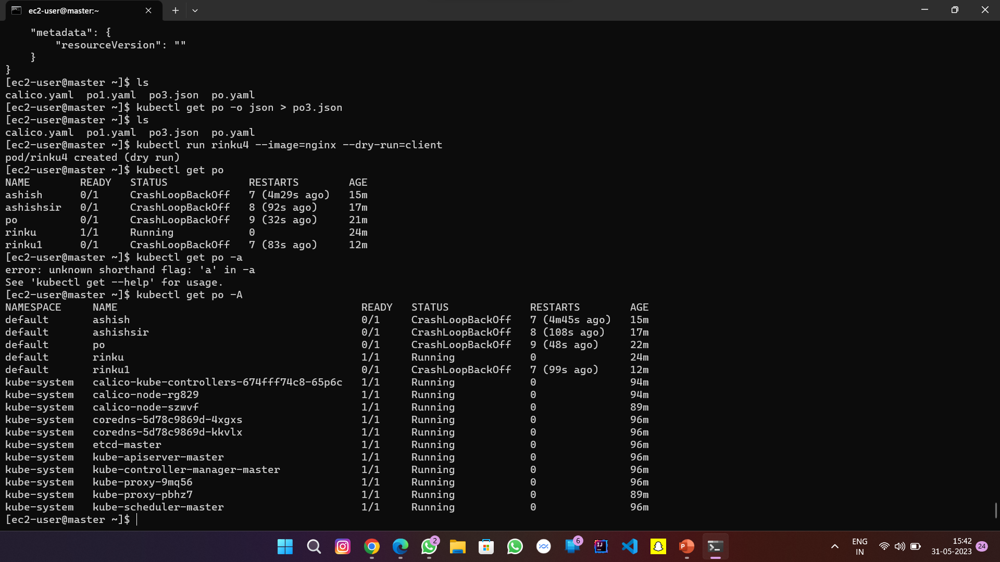 ec2-user@master:~
    "metadata": {
        "resourceVersion": ""
    }
}
[ec2-user@master ~]$ ls
calico.yaml  po1.yaml  po3.json  po.yaml
[ec2-user@master ~]$ kubectl get po -o json > po3.json
[ec2-user@master ~]$ ls
calico.yaml  po1.yaml  po3.json  po.yaml
[ec2-user@master ~]$ kubectl run rinku4 --image=nginx --dry-run=client
pod/rinku4 created (dry run)
[ec2-user@master ~]$ kubectl get po
NAME        READY   STATUS             RESTARTS        AGE
ashish      0/1     CrashLoopBackOff   7 (4m29s ago)   15m
ashishsir   0/1     CrashLoopBackOff   8 (92s ago)     17m
po          0/1     CrashLoopBackOff   9 (32s ago)     21m
rinku       1/1     Running            0               24m
rinku1      0/1     CrashLoopBackOff   7 (83s ago)     12m
[ec2-user@master ~]$ kubectl get po -a
error: unknown shorthand flag: 'a' in -a
See 'kubectl get --help' for usage.
[ec2-user@master ~]$ kubectl get po -A
NAMESPACE     NAME                                       READY   STATUS             RESTARTS        AGE
default       ashish                                     0/1     CrashLoopBackOff   7 (4m45s ago)   15m
default       ashishsir                                  0/1     CrashLoopBackOff   8 (108s ago)    17m
default       po                                         0/1     CrashLoopBackOff   9 (48s ago)     22m
default       rinku                                      1/1     Running            0               24m
default       rinku1                                     0/1     CrashLoopBackOff   7 (99s ago)     12m
kube-system   calico-kube-controllers-674fff74c8-65p6c   1/1     Running            0               94m
kube-system   calico-node-rg829                          1/1     Running            0               94m
kube-system   calico-node-szwvf                          1/1     Running            0               89m
kube-system   coredns-5d78c9869d-4xgxs                   1/1     Running            0               96m
kube-system   coredns-5d78c9869d-kkvlx                   1/1     Running            0               96m
kube-system   etcd-master                                1/1     Running            0               96m
kube-system   kube-apiserver-master                      1/1     Running            0               96m
kube-system   kube-controller-manager-master             1/1     Running            0               96m
kube-system   kube-proxy-9mq56                           1/1     Running            0               96m
kube-system   kube-proxy-pbhz7                           1/1     Running            0               89m
kube-system   kube-scheduler-master                      1/1     Running            0               96m
[ec2-user@master ~]$
2
6
IJ
P
ENG
IN
15:42
31-05-2023
24